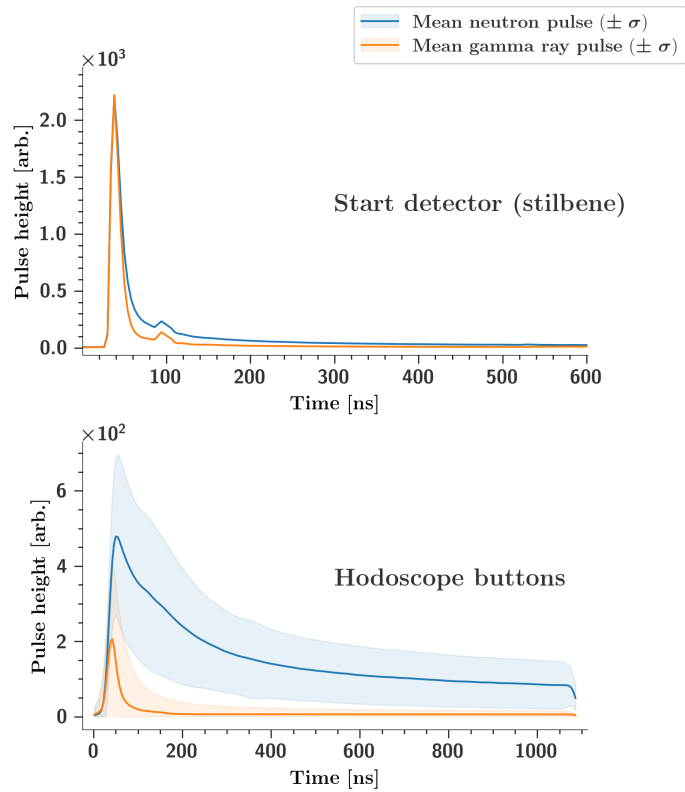 Mean neutron pulse (± σ)
Mean gamma ray pulse (± σ)
×10³
2.0
1.5
1.0
0.5
0.0
Pulse height [arb.]
Start detector (stilbene)
100 200 300 400 500 600
Time [ns]
×10²
6
4
2
0
Pulse height [arb.]
Hodoscope buttons
0 200 400 600 800 1000
Time [ns]